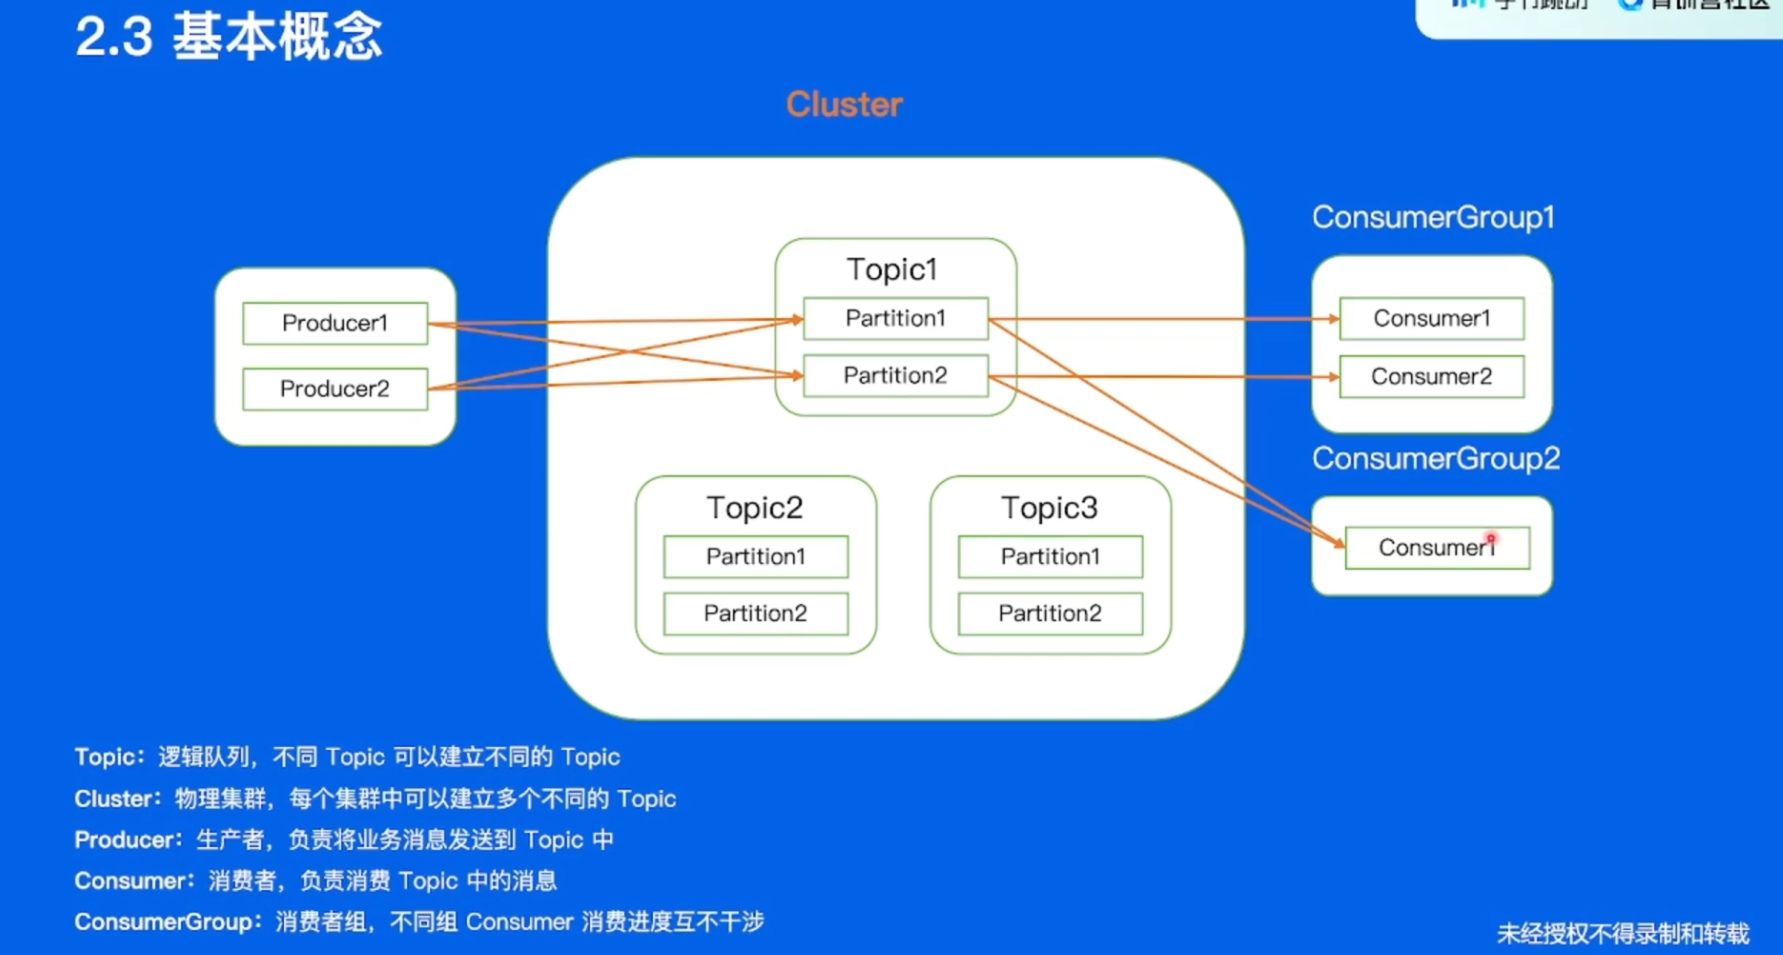 2.3 基本概念
Cluster
ConsumerGroup1
Topic1
Producer1
Partition1
Consumer1
Producer2
Partition2
Consumer2
ConsumerGroup2
Topic2
Topic3
Partition1
Partition1
Consumer1
Partition2
Partition2
Topic：逻辑队列，不同 Topic 可以建立不同的 Topic
Cluster：物理集群，每个集群中可以建立多个不同的 Topic
Producer：生产者，负责将业务消息发送到 Topic 中
Consumer：消费者，负责消费 Topic 中的消息
ConsumerGroup：消费者组，不同组 Consumer 消费进度互不干涉
未经授权不得录制和转载